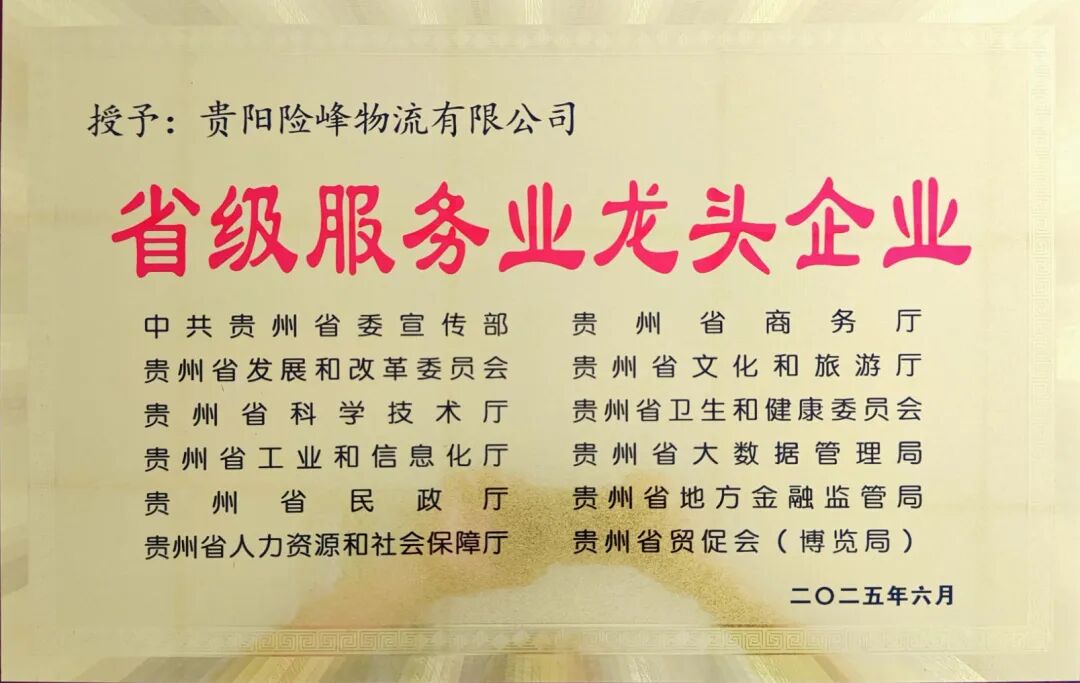 授予：贵阳险峰物流有限公司
省级服务业龙头企业
中共贵州省委宣传部
贵州省发展和改革委员会
贵州省科学技术厅
贵州省工业和信息化厅
贵州省民政厅
贵州省人力资源和社会保障厅
贵州省商务厅
贵州省文化和旅游厅
贵州省卫生和健康委员会
贵州省大数据管理局
贵州省地方金融监管局
贵州省贸促会（博览局）
二〇二五年六月